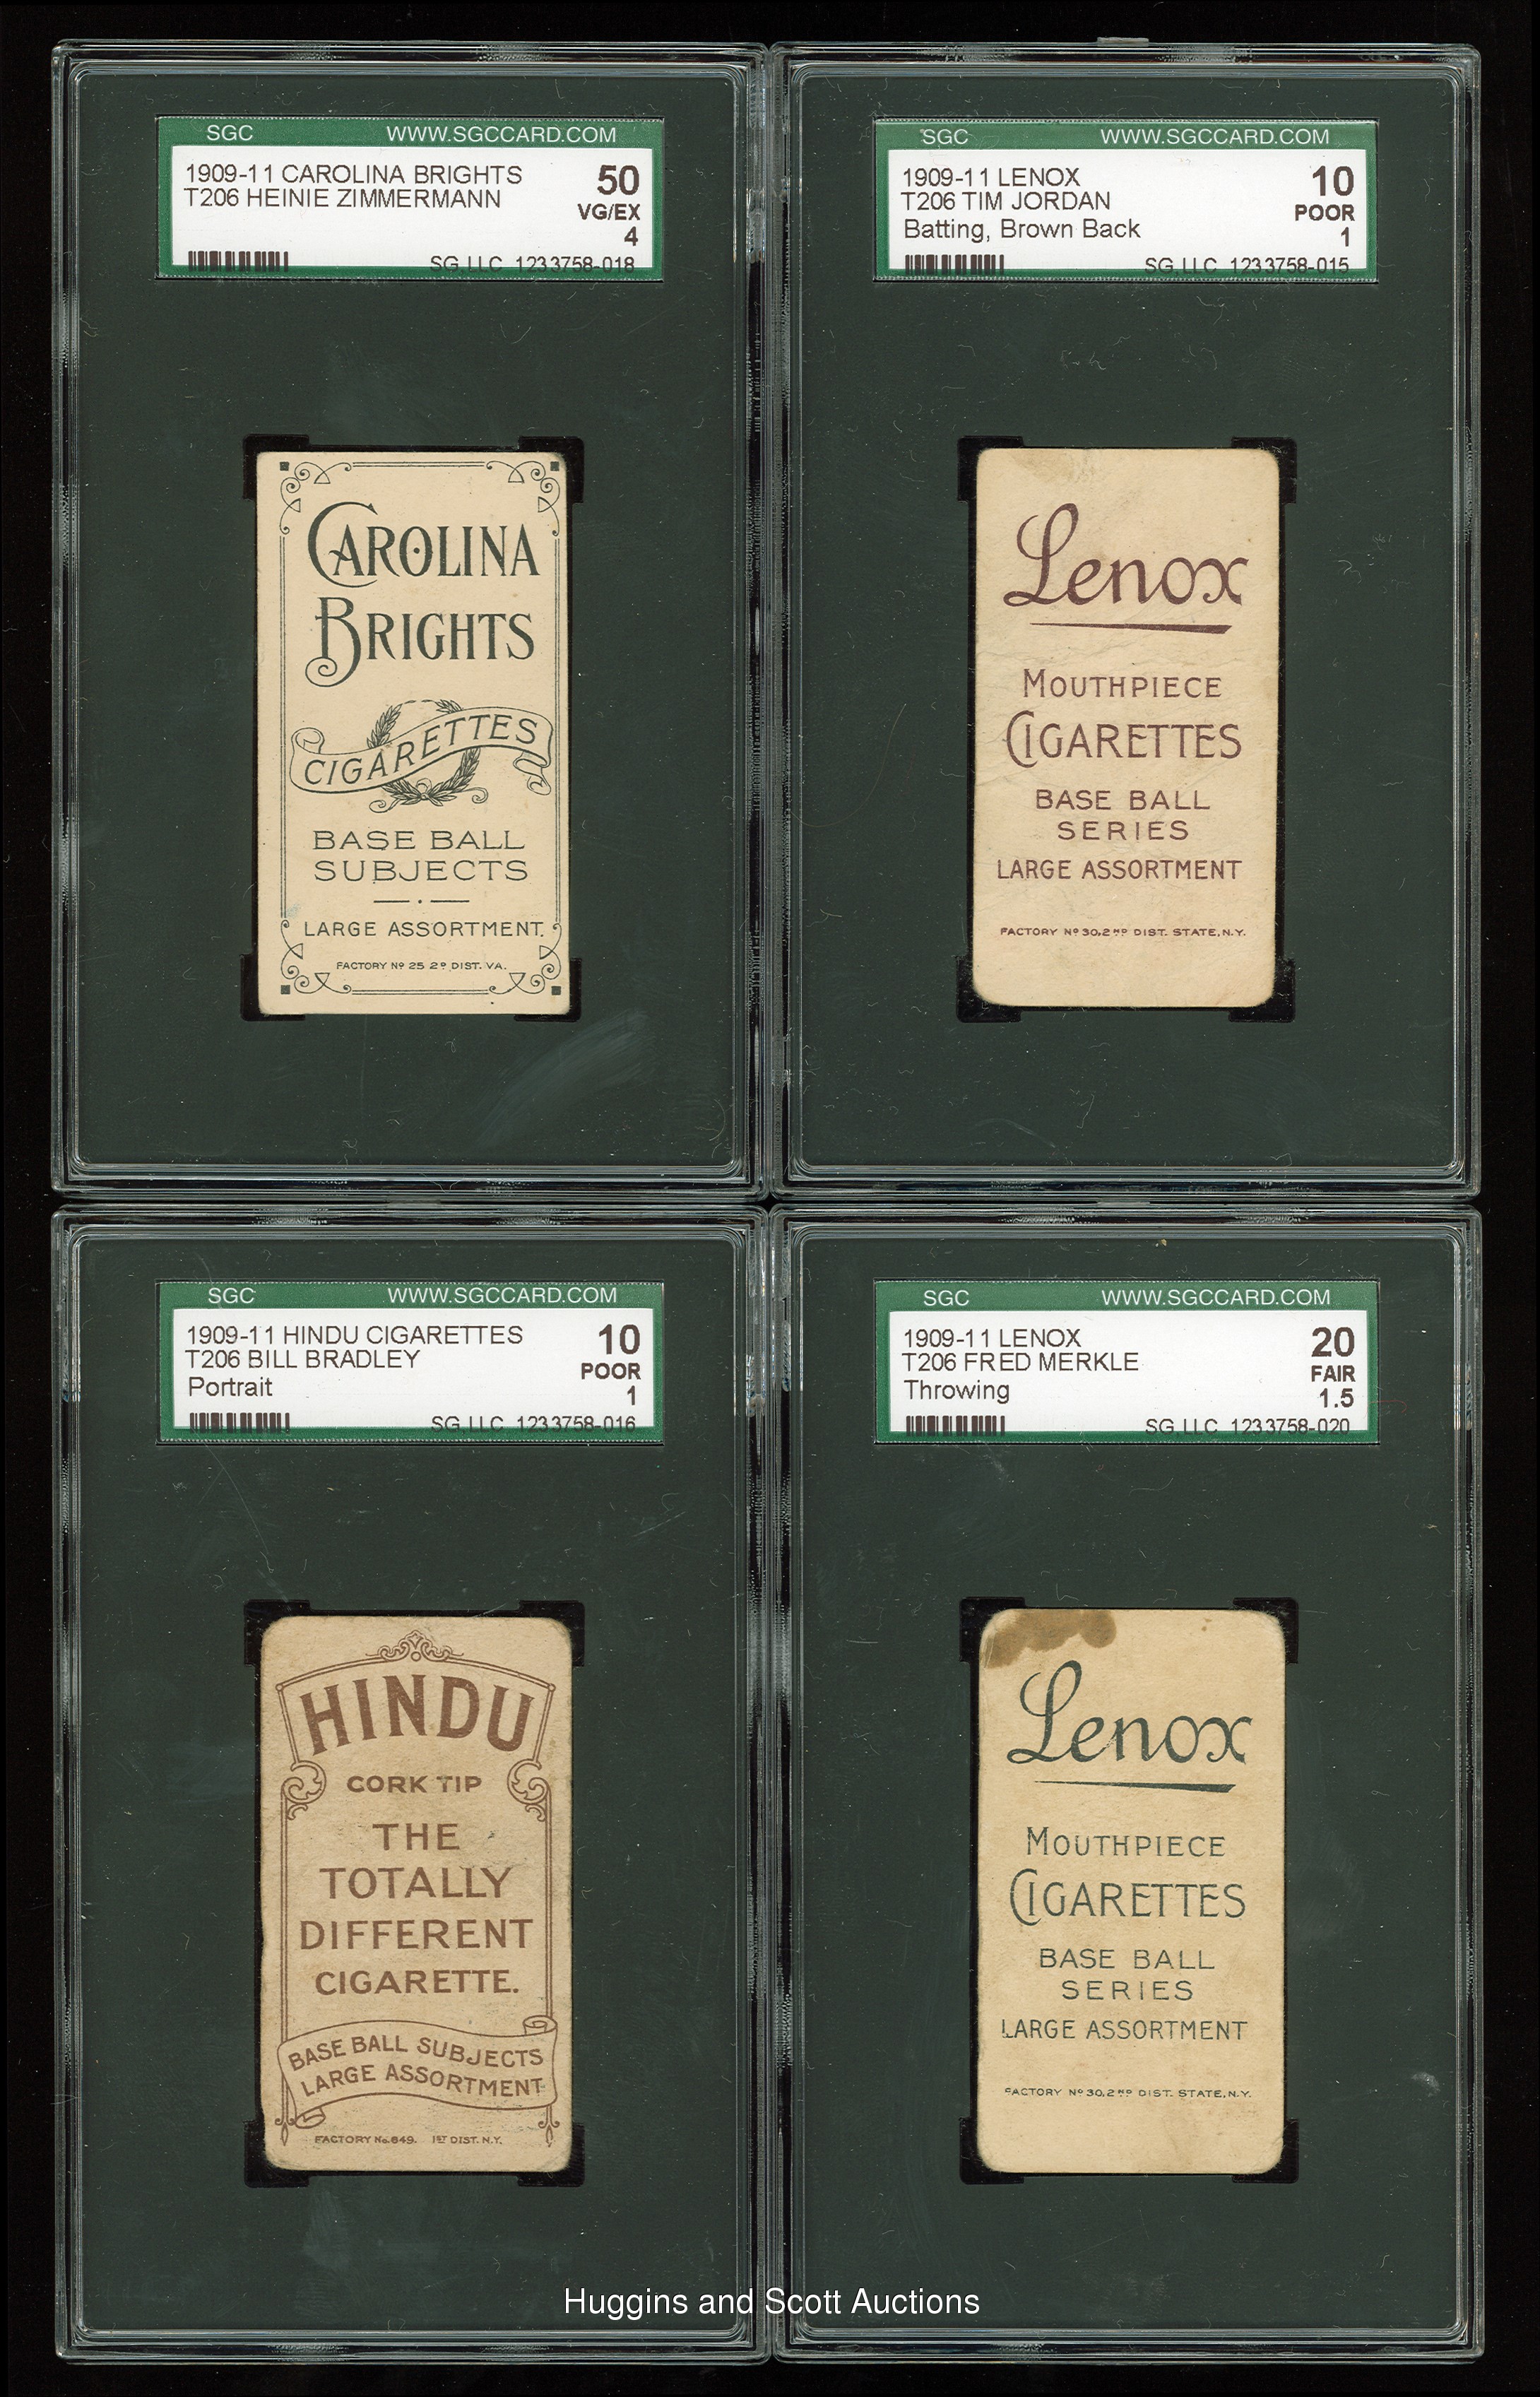 SGC WWW.SGCCARD.COM
1909-11 CAROLINA BRIGHTS 50
T206 HEINIE ZIMMERMANN VG/EX
4
SG LLC 1233758-018
CAROLINA
BRIGHTS
CIGARETTES
BASE BALL
SUBJECTS
LARGE ASSORTMENT.
FACTORY Nº 25 2ᴰ DIST. VA.
SGC WWW.SGCCARD.COM
1909-11 LENOX 10
T206 TIM JORDAN POOR
Batting, Brown Back 1
SG LLC 1233758-015
Lenox
MOUTHPIECE
CIGARETTES
BASE BALL
SERIES
LARGE ASSORTMENT
FACTORY Nº 30, 2ᴺᴰ DIST. STATE, N.Y.
SGC WWW.SGCCARD.COM
1909-11 HINDU CIGARETTES 10
T206 BILL BRADLEY POOR
Portrait 1
SG LLC 1233758-016
HINDU
CORK TIP
THE
TOTALLY
DIFFERENT
CIGARETTE.
BASE BALL SUBJECTS
LARGE ASSORTMENT
FACTORY No. 649. 1ST DIST. N.Y.
SGC WWW.SGCCARD.COM
1909-11 LENOX 20
T206 FRED MERKLE FAIR
Throwing 1.5
SG LLC 1233758-020
Lenox
MOUTHPIECE
CIGARETTES
BASE BALL
SERIES
LARGE ASSORTMENT
FACTORY Nº 30, 2ᴺᴰ DIST. STATE, N.Y.
Huggins and Scott Auctions